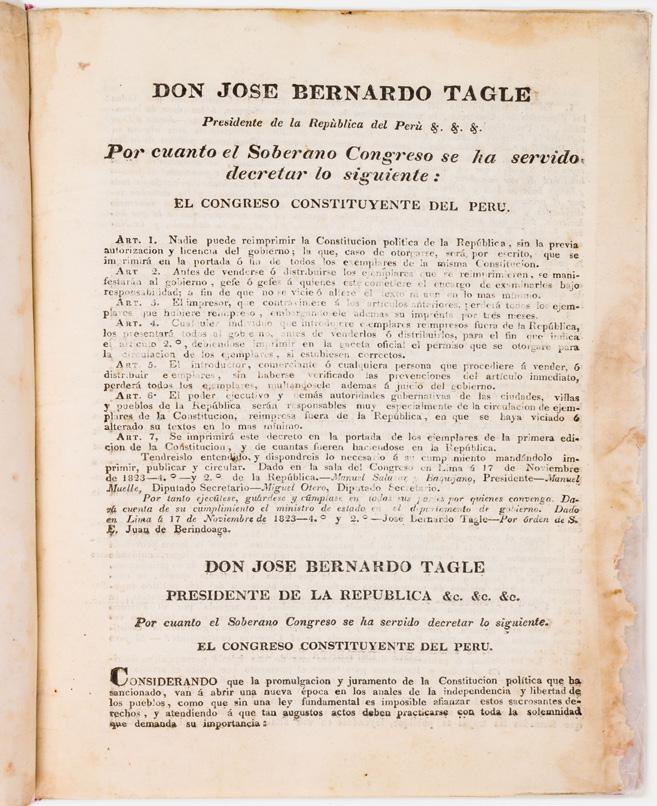 DON JOSE BERNARDO TAGLE
Presidente de la Repùblica del Perù &. &. &.
Por cuanto el Soberano Congreso se ha servido
decretar lo siguiente:
EL CONGRESO CONSTITUYENTE DEL PERU.
ART. 1. Nadie puede reimprimir la Constitucion politica de la República, sin la previa
autorizacion y licencia del gobierno; la que, caso de otorgarse, será por escrito, que se
imprimirá en la portada ó fin de todos los ejemplares de la misma Constitucion.
ART 2. Antes de venderse ó distribuirse los ejemplares que se reimprimieren, se mani-
festarán al gobierno, gefe ó gefes á quienes este cometiere el encargo de examinarlos bajo
responsabilidad; a fin de que no se vicie ó altere el texto ni aun en lo mas mínimo.
ART. 3. El impresor, que contraviniere á los artículos anteriores, perderá todos los ejem-
plares que hubiere reimpreso, embargandole ademas su imprenta por tres meses.
ART. 4. Cualquier individuo que introdujere ejemplares reimpresos fuera de la República,
los presentará todos al gobierno, antes de venderlos ó distribuirlos, para el fin que indica
el artículo 2.º, debiendose imprimir en la gaceta oficial el permiso que se otorgare para
la circulacion de los ejemplares, si estubiesen correctos.
ART. 5. El introductor, comerciante ó cualquiera persona que procediere á vender, ó
distribuir ejemplares, sin haberse verificado las prevenciones del artículo inmediato,
perderá todos los ejemplares, multandosele ademas á juicio del gobierno.
ART. 6. El poder ejecutivo y demás autoridades gubernativas de las ciudades, villas
y pueblos de la República serán responsables muy especialmente de la circulacion de ejem-
plares de la Constitucion, reimpresa fuera de la República, en que se haya viciado ó
alterado su textos en lo mas mínimo.
ART. 7, Se imprimirá este decreto en la portada de los ejemplares de la primera edi-
cion de la Constitucion, y de cuantas fueren haciendose en la República.
Tendreislo entendido, y dispondreis lo necesario á su cumplimiento mandándolo im-
primir, publicar y circular. Dado en la sala del Congreso en Lima á 17 de Noviembre
de 1823—4.º—y 2.º de la República.—Manuel Salazar y Baquijano, Presidente—Manuel
Muelle, Diputado Secretario—Miguel Otero, Diputado Secretario.
Por tanto ejecútese, guárdese y cúmplase en todas sus partes por quienes convenga. Da-
rá cuenta de su cumplimiento el ministro de estado en el departamento de gobierno. Dado
en Lima á 17 de Noviembre de 1823—4.º y 2.º—Jose Bernardo Tagle—Por órden de S.
E. Juan de Berindoaga.
DON JOSE BERNARDO TAGLE
PRESIDENTE DE LA REPUBLICA &c. &c. &c.
Por cuanto el Soberano Congreso se ha servido decretar lo siguiente.
EL CONGRESO CONSTITUYENTE DEL PERU.
CONSIDERANDO que la promulgacion y juramento de la Constitucion política que ha
sancionado, van á abrir una nueva época en los anales de la independencia y libertad de
los pueblos, como que sin una ley fundamental es imposible afianzar estos sacrosantes de-
rechos, y atendiendo á que tan augustos actos deben practicarse con toda la solemnidad
que demanda su importancia: